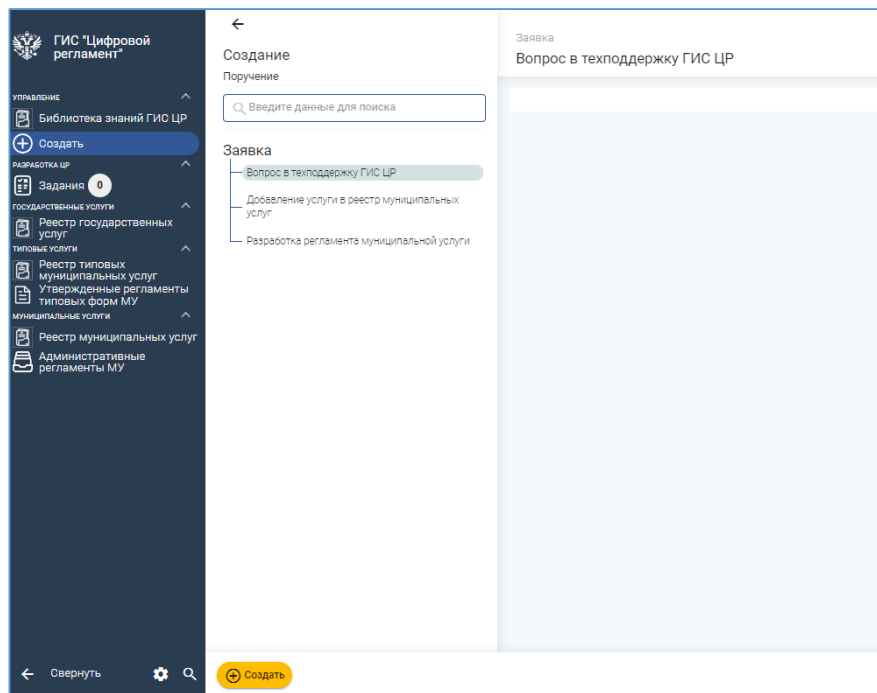 ГИС "Цифровой
регламент"
УПРАВЛЕНИЕ
Библиотека знаний ГИС ЦР
Создать
РАЗРАБОТКА ЦР
Задания 0
ГОСУДАРСТВЕННЫЕ УСЛУГИ
Реестр государственных
услуг
ТИПОВЫЕ УСЛУГИ
Реестр типовых
муниципальных услуг
Утвержденные регламенты
типовых форм МУ
МУНИЦИПАЛЬНЫЕ УСЛУГИ
Реестр муниципальных услуг
Административные
регламенты МУ
Свернуть
Создание
Поручение
Введите данные для поиска
Заявка
Вопрос в техподдержку ГИС ЦР
Добавление услуги в реестр муниципальных
услуг
Разработка регламента муниципальной услуги
Создать
Заявка
Вопрос в техподдержку ГИС ЦР